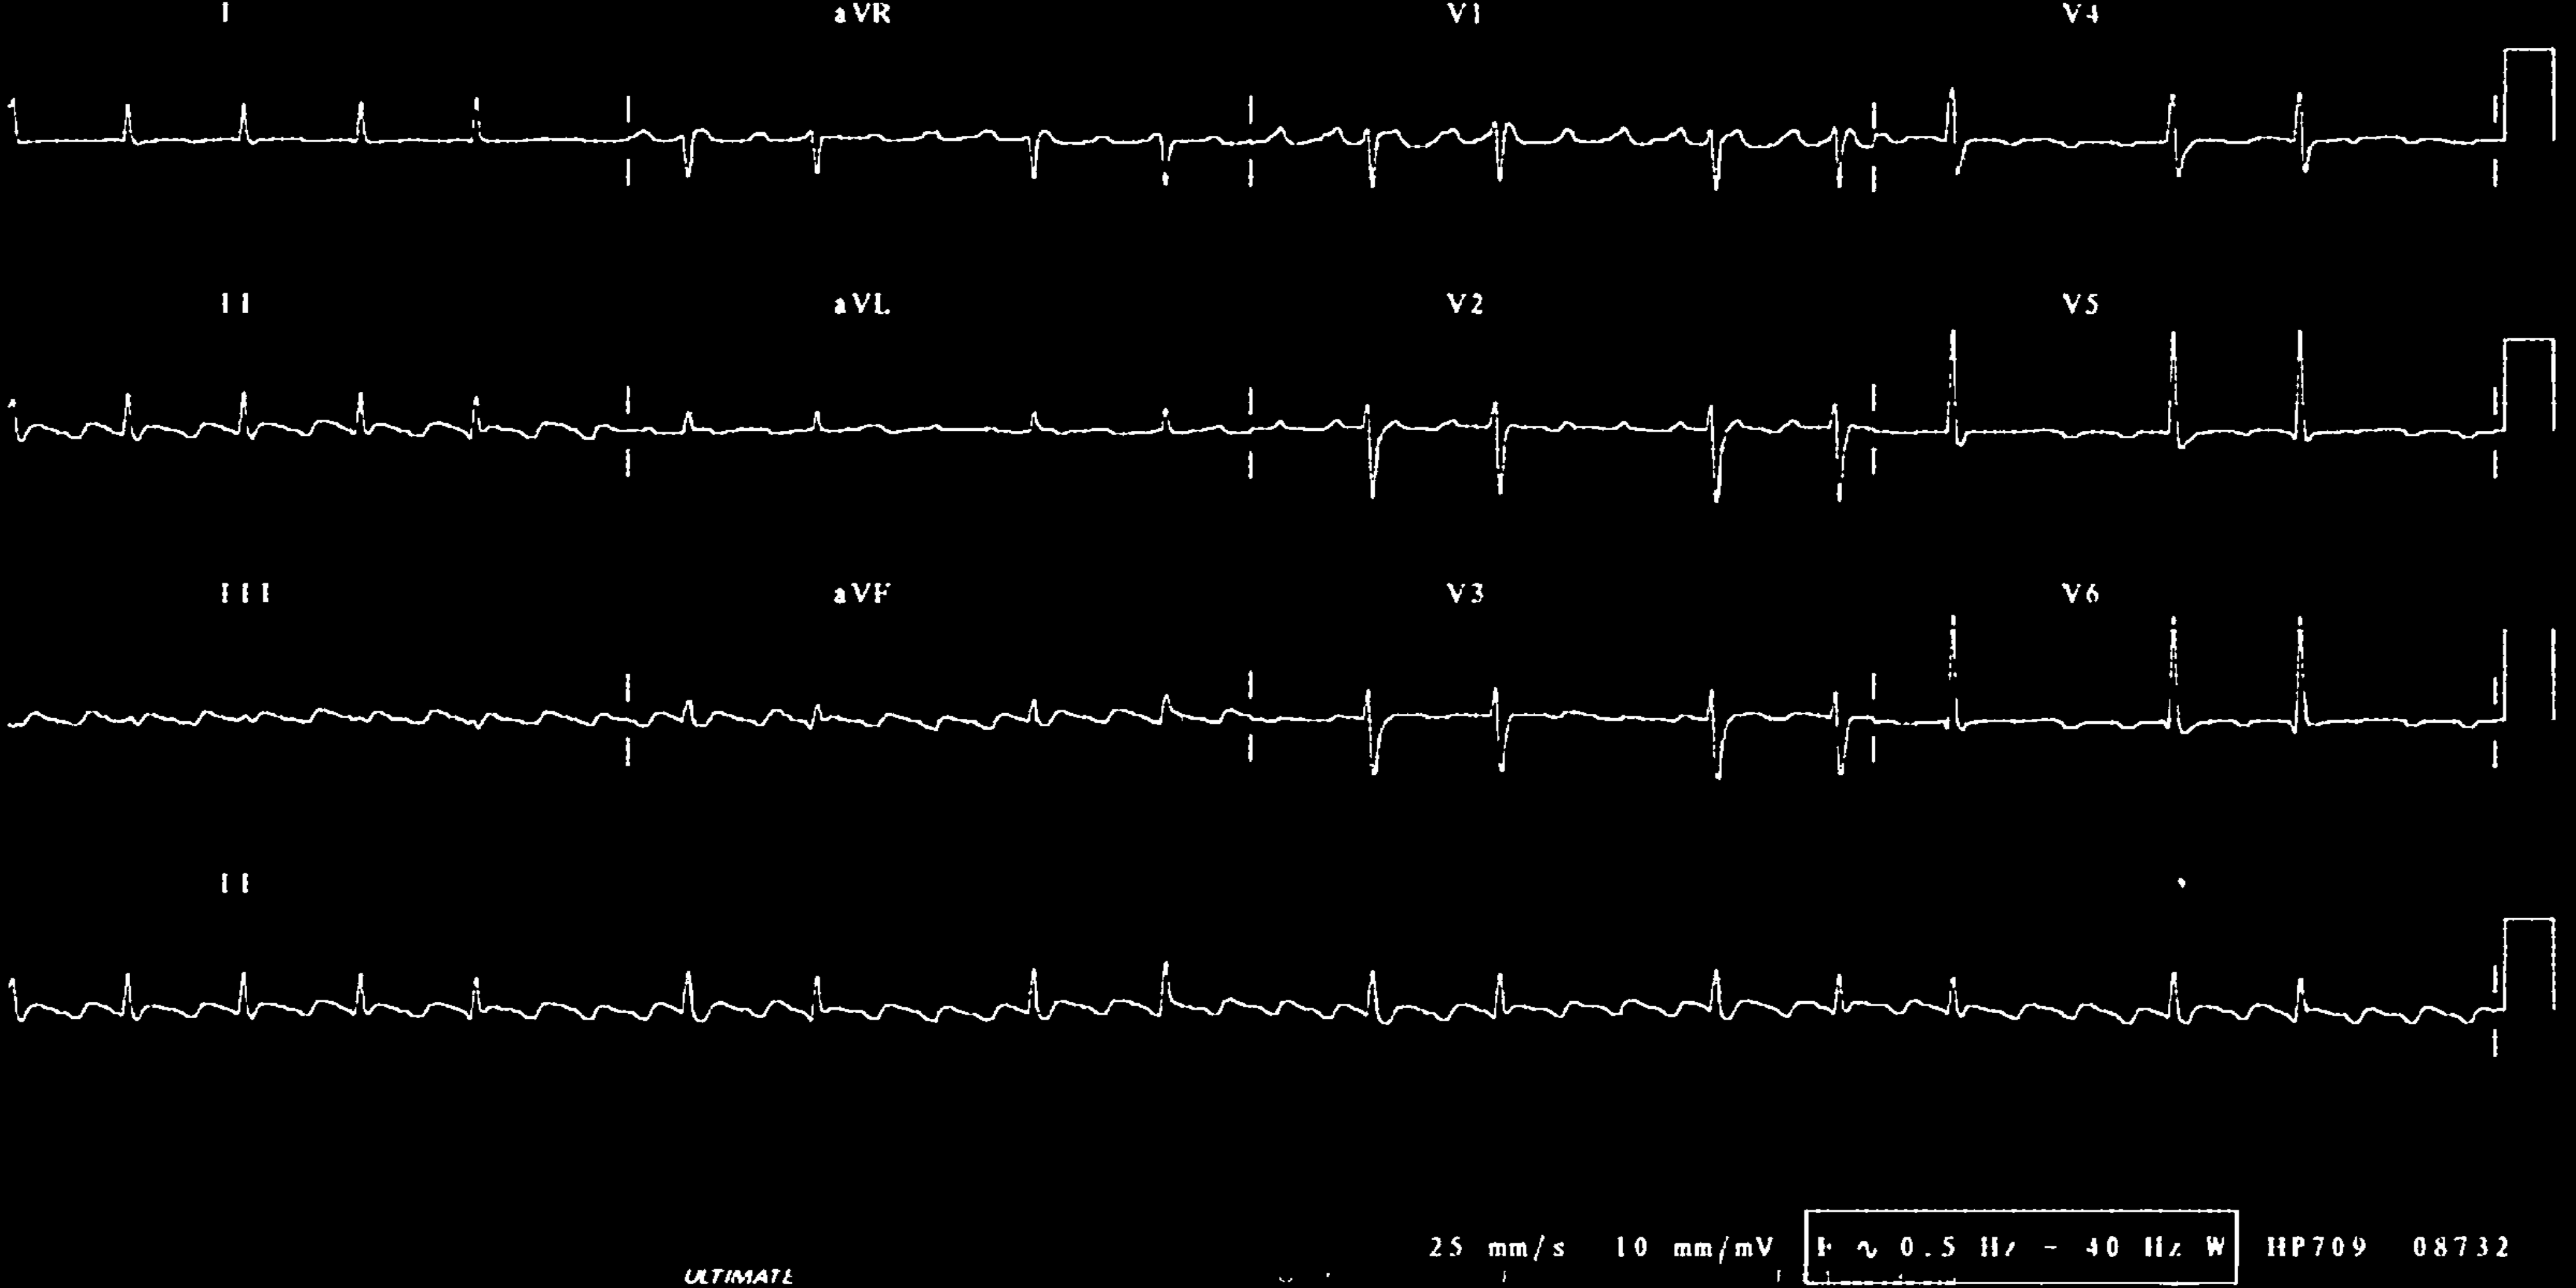 I aVR V1 V4
II aVL V2 V5
III aVF V3 V6
II
25 mm/s 10 mm/mV F ~ 0.5 Hz - 40 Hz W HP709 08732
ULTIMATE